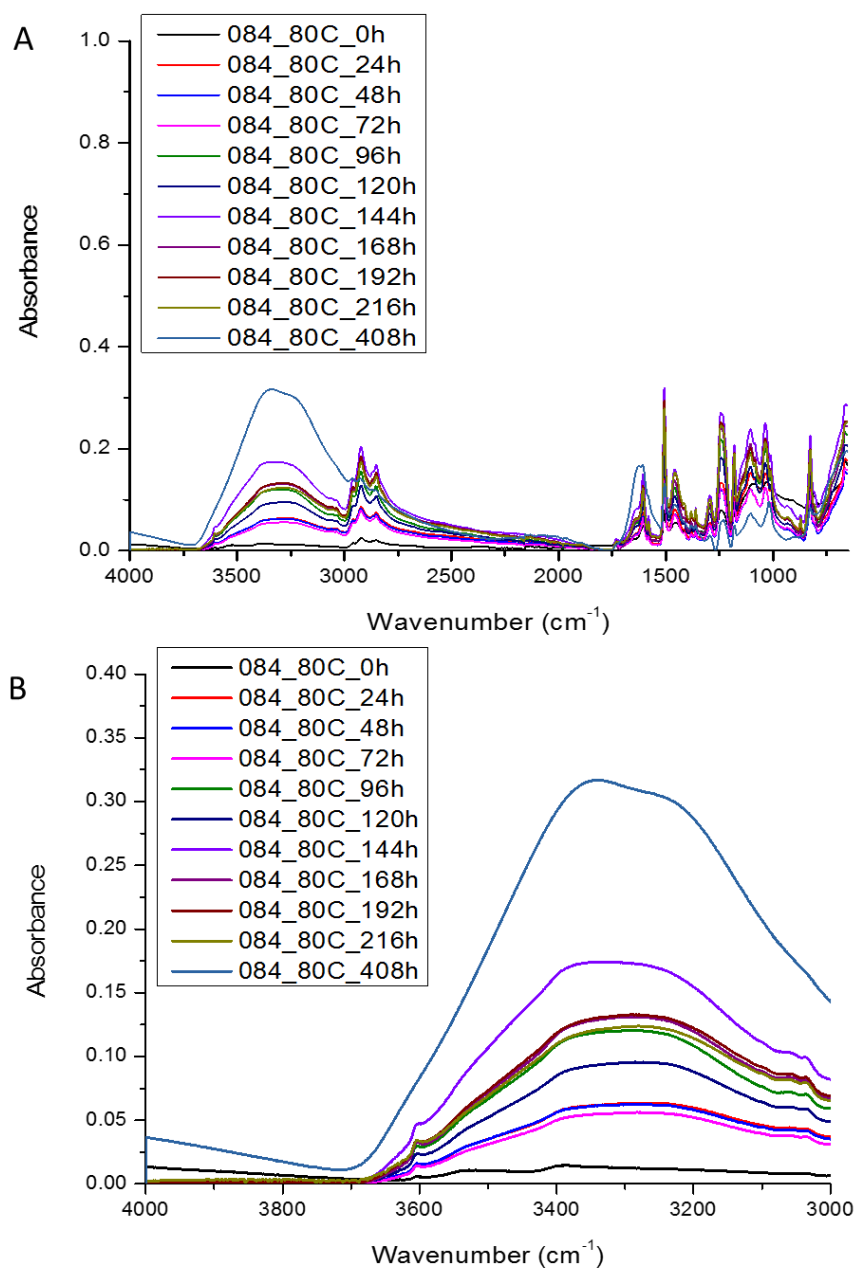 A
1.0
0.8
0.6
0.4
0.2
0.0
Absorbance
084_80C_0h
084_80C_24h
084_80C_48h
084_80C_72h
084_80C_96h
084_80C_120h
084_80C_144h
084_80C_168h
084_80C_192h
084_80C_216h
084_80C_408h
4000 3500 3000 2500 2000 1500 1000
Wavenumber (cm-1)
B
0.40
0.35
0.30
0.25
0.20
0.15
0.10
0.05
0.00
Absorbance
084_80C_0h
084_80C_24h
084_80C_48h
084_80C_72h
084_80C_96h
084_80C_120h
084_80C_144h
084_80C_168h
084_80C_192h
084_80C_216h
084_80C_408h
4000 3800 3600 3400 3200 3000
Wavenumber (cm-1)